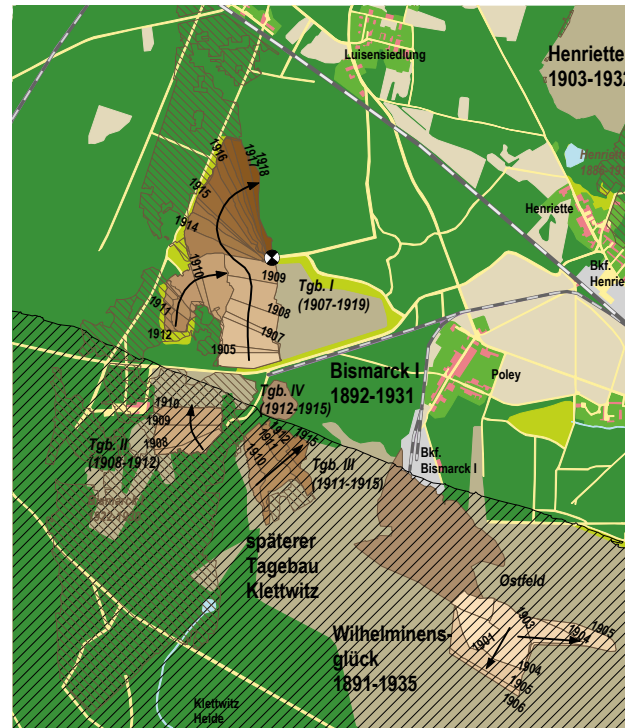 Luisensiedlung
Henriette
1903-1932
Henriette
Henriette
Bkf.
Henrie
1916
1917
1918
1915
1914
1910
1911
1912
1909
1908
1907
1905
Tgb. I
(1907-1919)
Bismarck I
1892-1931
Poley
Tgb. IV
(1912-1915)
1910
1909
1908
Tgb. II
(1908-1912)
1915
1912
1911
1910
Tgb. III
(1911-1915)
Bkf.
Bismarck I
späterer
Tagebau
Klettwitz
Ostfeld
1903
1904
1905
1901
1904
1905
1906
Wilhelminens-
glück
1891-1935
Klettwitz
Heide